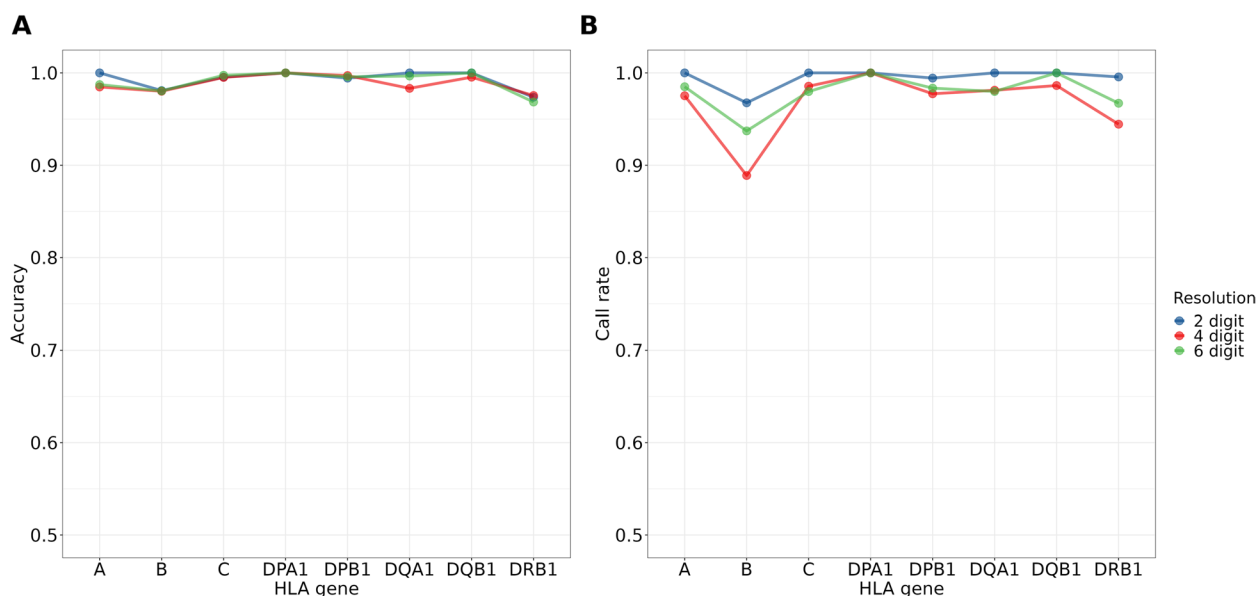 A
1.0
0.9
0.8
0.7
0.6
0.5
Accuracy
A B C DPA1 DPB1 DQA1 DQB1 DRB1
HLA gene
B
1.0
0.9
0.8
0.7
0.6
0.5
Call rate
A B C DPA1 DPB1 DQA1 DQB1 DRB1
HLA gene
Resolution
2 digit
4 digit
6 digit